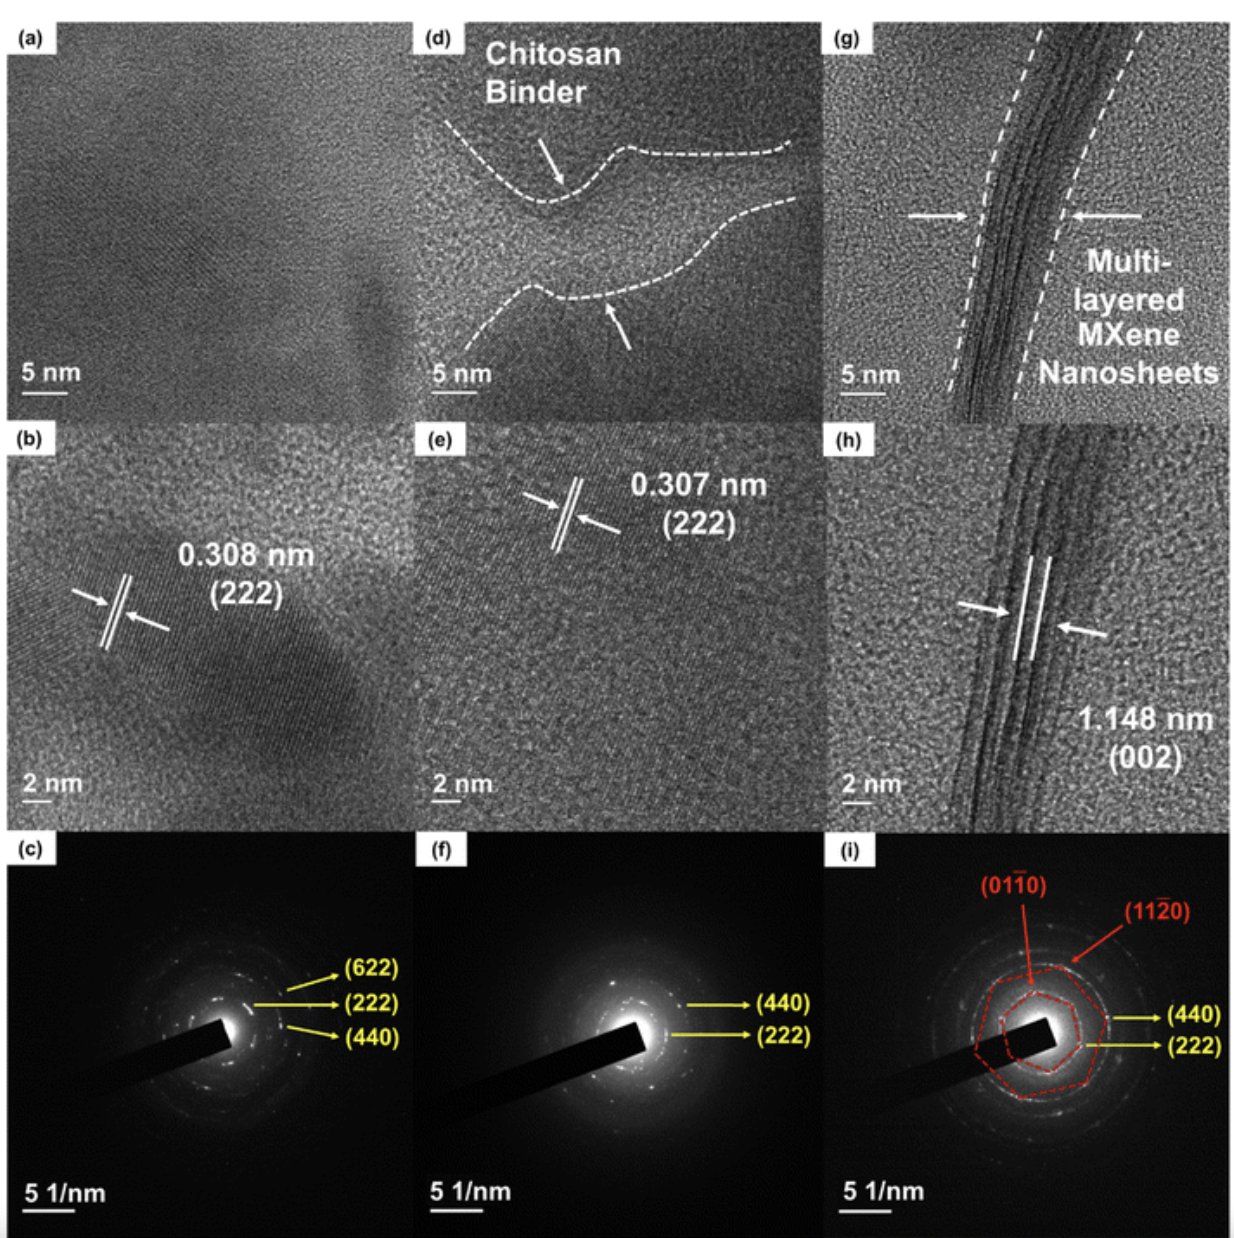 (a)
5 nm
(d)
Chitosan
Binder
5 nm
(g)
Multi-
layered
MXene
Nanosheets
5 nm
(b)
0.308 nm
(222)
2 nm
(e)
0.307 nm
(222)
2 nm
(h)
1.148 nm
(002)
2 nm
(c)
(622)
(222)
(440)
5 1/nm
(f)
(440)
(222)
5 1/nm
(i)
(011̅0)
(112̅0)
(440)
(222)
5 1/nm